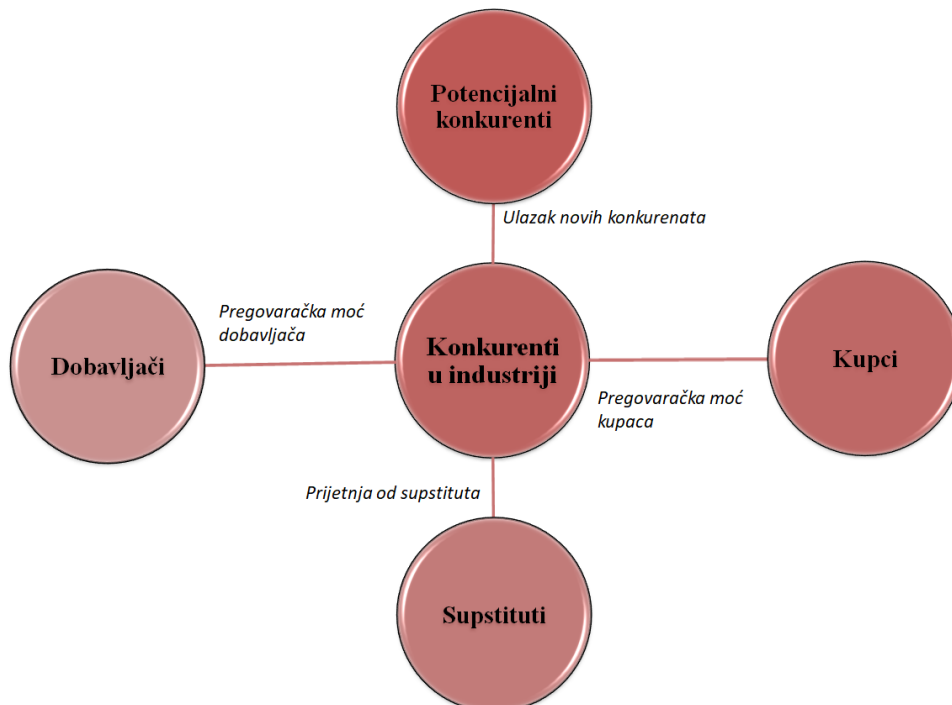 Potencijalni
konkurenti
Ulazak novih konkurenata
Pregovaračka moć
dobavljača
Dobavljači
Konkurenti
u industriji
Kupci
Pregovaračka moć
kupaca
Prijetnja od supstituta
Supstituti